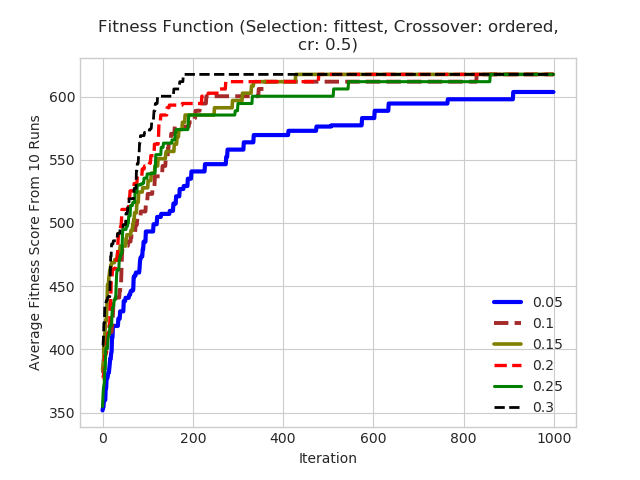 Fitness Function (Selection: fittest, Crossover: ordered,
cr: 0.5)
Average Fitness Score From 10 Runs
600
550
500
450
400
350
0.05
0.1
0.15
0.2
0.25
0.3
0 200 400 600 800 1000
Iteration